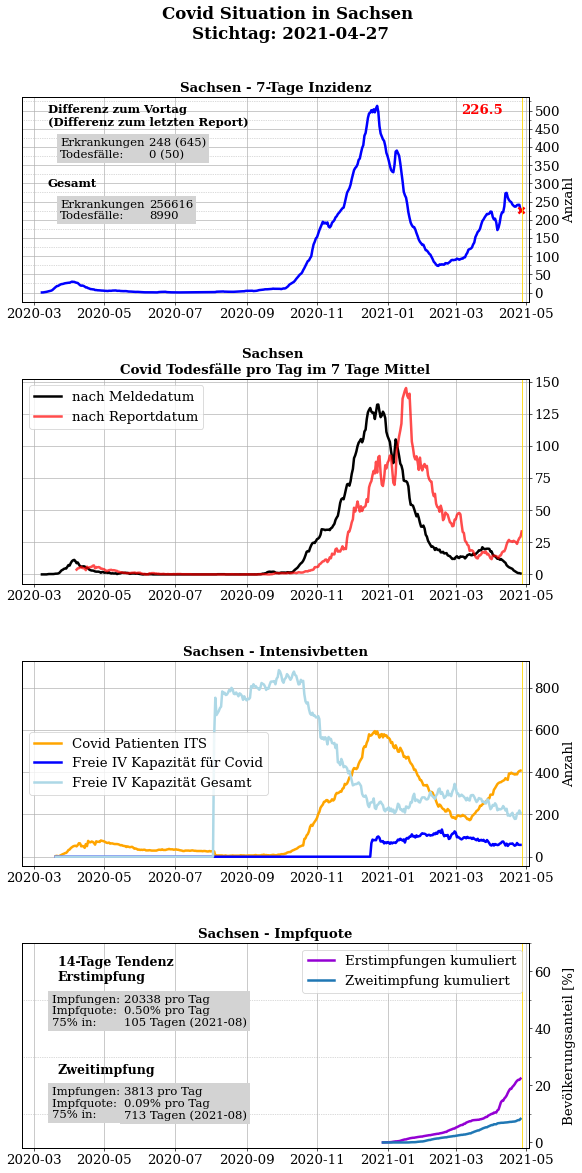 Covid Situation in Sachsen
Stichtag: 2021-04-27
Sachsen - 7-Tage Inzidenz
Differenz zum Vortag
(Differenz zum letzten Report)
Erkrankungen 248 (645)
Todesfälle: 0 (50)
Gesamt
Erkrankungen 256616
Todesfälle: 8990
226.5
500
450
400
350
300
250
200
150
100
50
0
Anzahl
2020-03 2020-05 2020-07 2020-09 2020-11 2021-01 2021-03 2021-05
Sachsen
Covid Todesfälle pro Tag im 7 Tage Mittel
nach Meldedatum
nach Reportdatum
150
125
100
75
50
25
0
2020-03 2020-05 2020-07 2020-09 2020-11 2021-01 2021-03 2021-05
Sachsen - Intensivbetten
Covid Patienten ITS
Freie IV Kapazität für Covid
Freie IV Kapazität Gesamt
800
600
400
200
0
Anzahl
2020-03 2020-05 2020-07 2020-09 2020-11 2021-01 2021-03 2021-05
Sachsen - Impfquote
14-Tage Tendenz
Erstimpfung
Impfungen: 20338 pro Tag
Impfquote: 0.50% pro Tag
75% in: 105 Tagen (2021-08)
Zweitimpfung
Impfungen: 3813 pro Tag
Impfquote: 0.09% pro Tag
75% in: 713 Tagen (2021-08)
Erstimpfungen kumuliert
Zweitimpfung kumuliert
60
40
20
0
Bevölkerungsanteil [%]
2020-03 2020-05 2020-07 2020-09 2020-11 2021-01 2021-03 2021-05